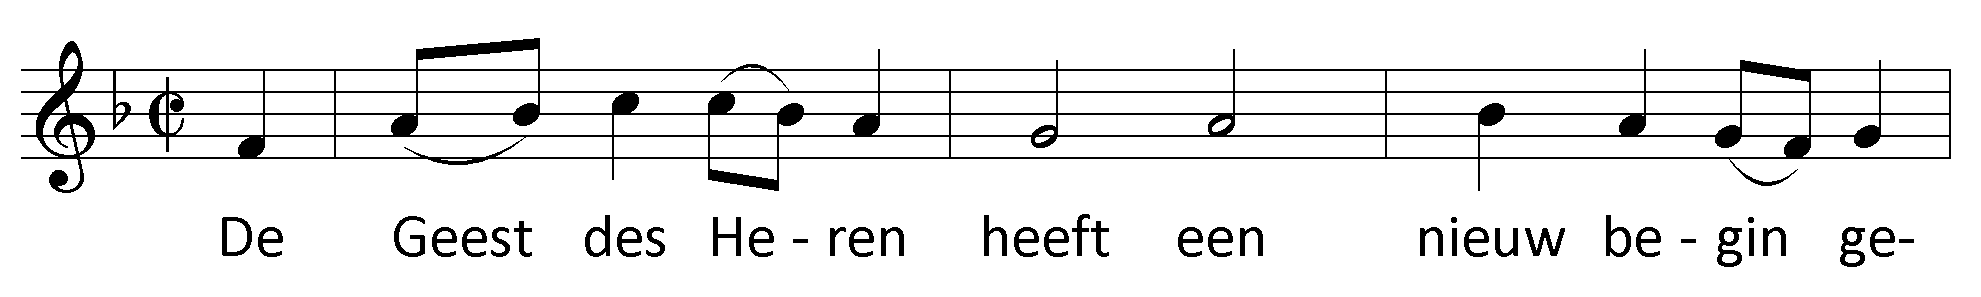 De Geest des He - ren heeft een nieuw be - gin ge-